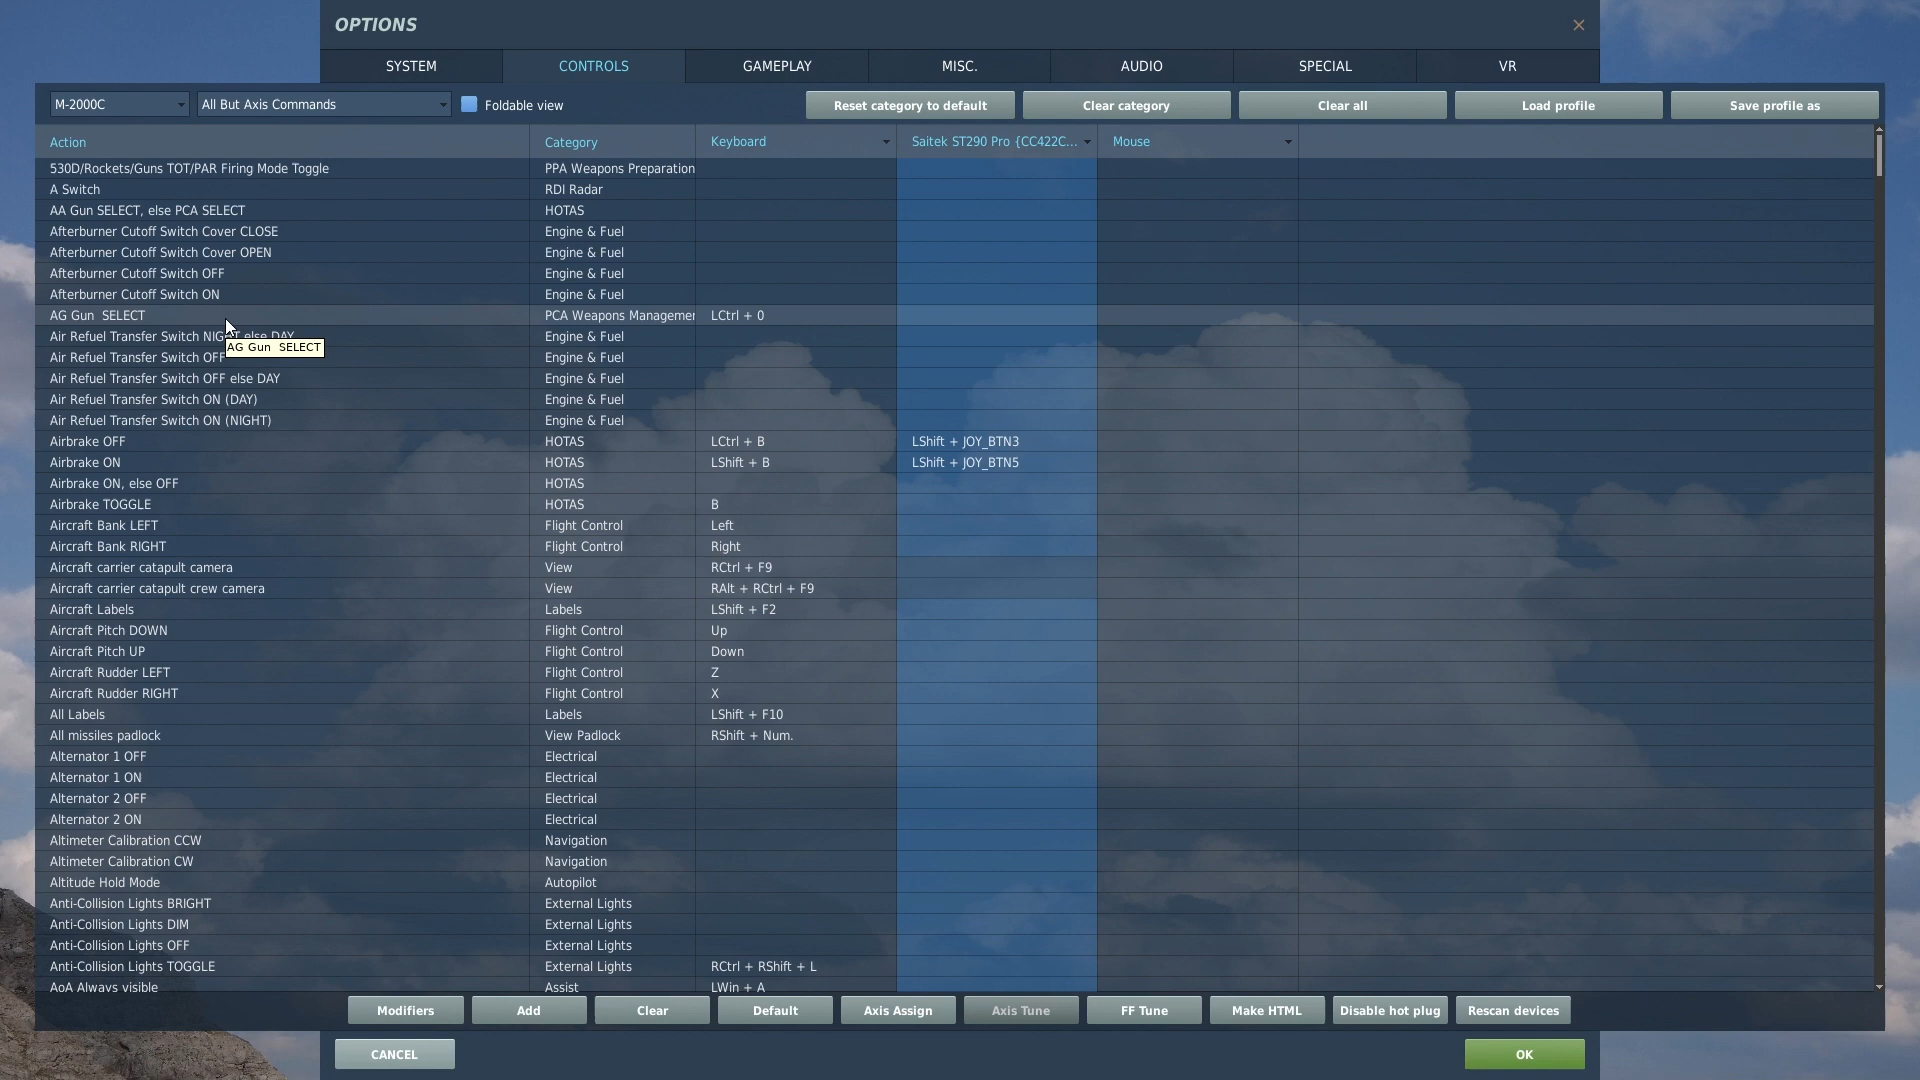 OPTIONS ×
SYSTEM CONTROLS GAMEPLAY MISC. AUDIO SPECIAL VR
M-2000C All But Axis Commands Foldable view Reset category to default Clear category Clear all Load profile Save profile as
Action Category Keyboard Saitek ST290 Pro {CC422C... Mouse
530D/Rockets/Guns TOT/PAR Firing Mode Toggle PPA Weapons Preparation
A Switch RDI Radar
AA Gun SELECT, else PCA SELECT HOTAS
Afterburner Cutoff Switch Cover CLOSE Engine & Fuel
Afterburner Cutoff Switch Cover OPEN Engine & Fuel
Afterburner Cutoff Switch OFF Engine & Fuel
Afterburner Cutoff Switch ON Engine & Fuel
AG Gun  SELECT PCA Weapons Managemen LCtrl + 0
Air Refuel Transfer Switch NIGHT else DAY Engine & Fuel
AG Gun  SELECT
Air Refuel Transfer Switch OFF Engine & Fuel
Air Refuel Transfer Switch OFF else DAY Engine & Fuel
Air Refuel Transfer Switch ON (DAY) Engine & Fuel
Air Refuel Transfer Switch ON (NIGHT) Engine & Fuel
Airbrake OFF HOTAS LCtrl + B LShift + JOY_BTN3
Airbrake ON HOTAS LShift + B LShift + JOY_BTN5
Airbrake ON, else OFF HOTAS
Airbrake TOGGLE HOTAS B
Aircraft Bank LEFT Flight Control Left
Aircraft Bank RIGHT Flight Control Right
Aircraft carrier catapult camera View RCtrl + F9
Aircraft carrier catapult crew camera View RAlt + RCtrl + F9
Aircraft Labels Labels LShift + F2
Aircraft Pitch DOWN Flight Control Up
Aircraft Pitch UP Flight Control Down
Aircraft Rudder LEFT Flight Control Z
Aircraft Rudder RIGHT Flight Control X
All Labels Labels LShift + F10
All missiles padlock View Padlock RShift + Num.
Alternator 1 OFF Electrical
Alternator 1 ON Electrical
Alternator 2 OFF Electrical
Alternator 2 ON Electrical
Altimeter Calibration CCW Navigation
Altimeter Calibration CW Navigation
Altitude Hold Mode Autopilot
Anti-Collision Lights BRIGHT External Lights
Anti-Collision Lights DIM External Lights
Anti-Collision Lights OFF External Lights
Anti-Collision Lights TOGGLE External Lights RCtrl + RShift + L
AoA Always visible Assist LWin + A
Modifiers Add Clear Default Axis Assign Axis Tune FF Tune Make HTML Disable hot plug Rescan devices
CANCEL OK